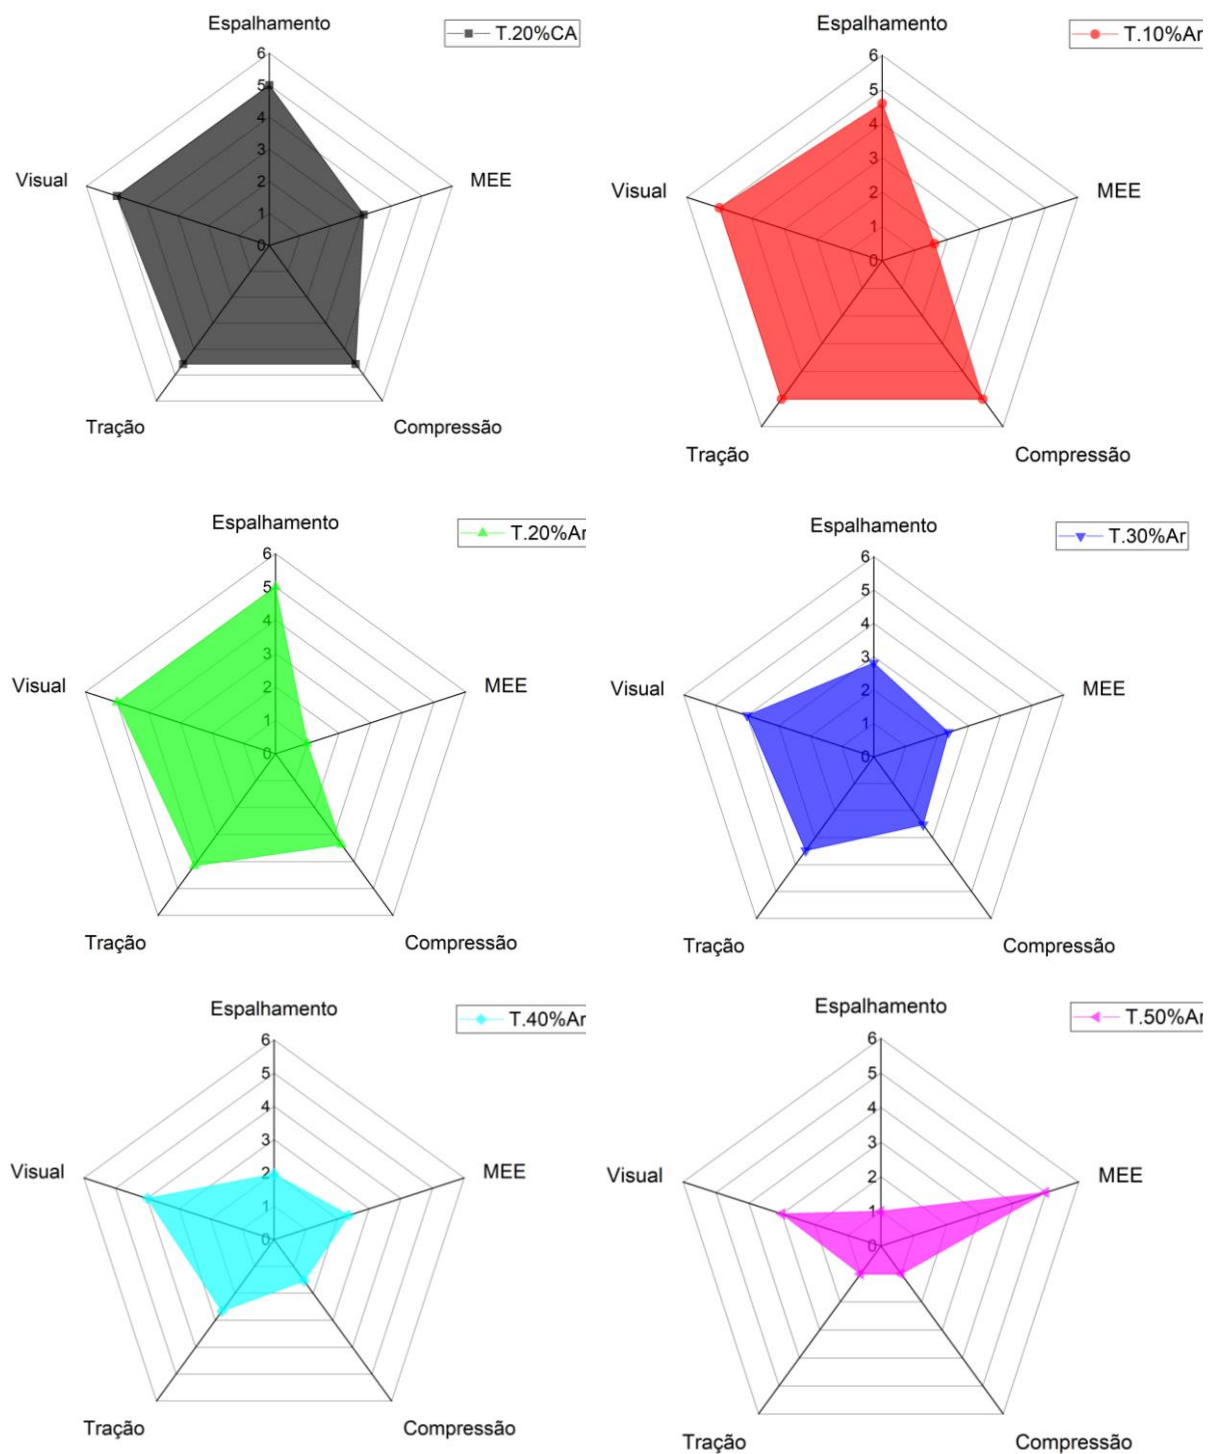 Espalhamento
T.20%CA
6
5
4
3
2
1
0
Visual
MEE
Tração
Compressão
Espalhamento
T.10%Ar
6
5
4
3
2
1
0
Visual
MEE
Tração
Compressão
Espalhamento
T.20%Ar
6
5
4
3
2
1
0
Visual
MEE
Tração
Compressão
Espalhamento
T.30%Ar
6
5
4
3
2
1
0
Visual
MEE
Tração
Compressão
Espalhamento
T.40%Ar
6
5
4
3
2
1
0
Visual
MEE
Tração
Compressão
Espalhamento
T.50%Ar
6
5
4
3
2
1
0
Visual
MEE
Tração
Compressão